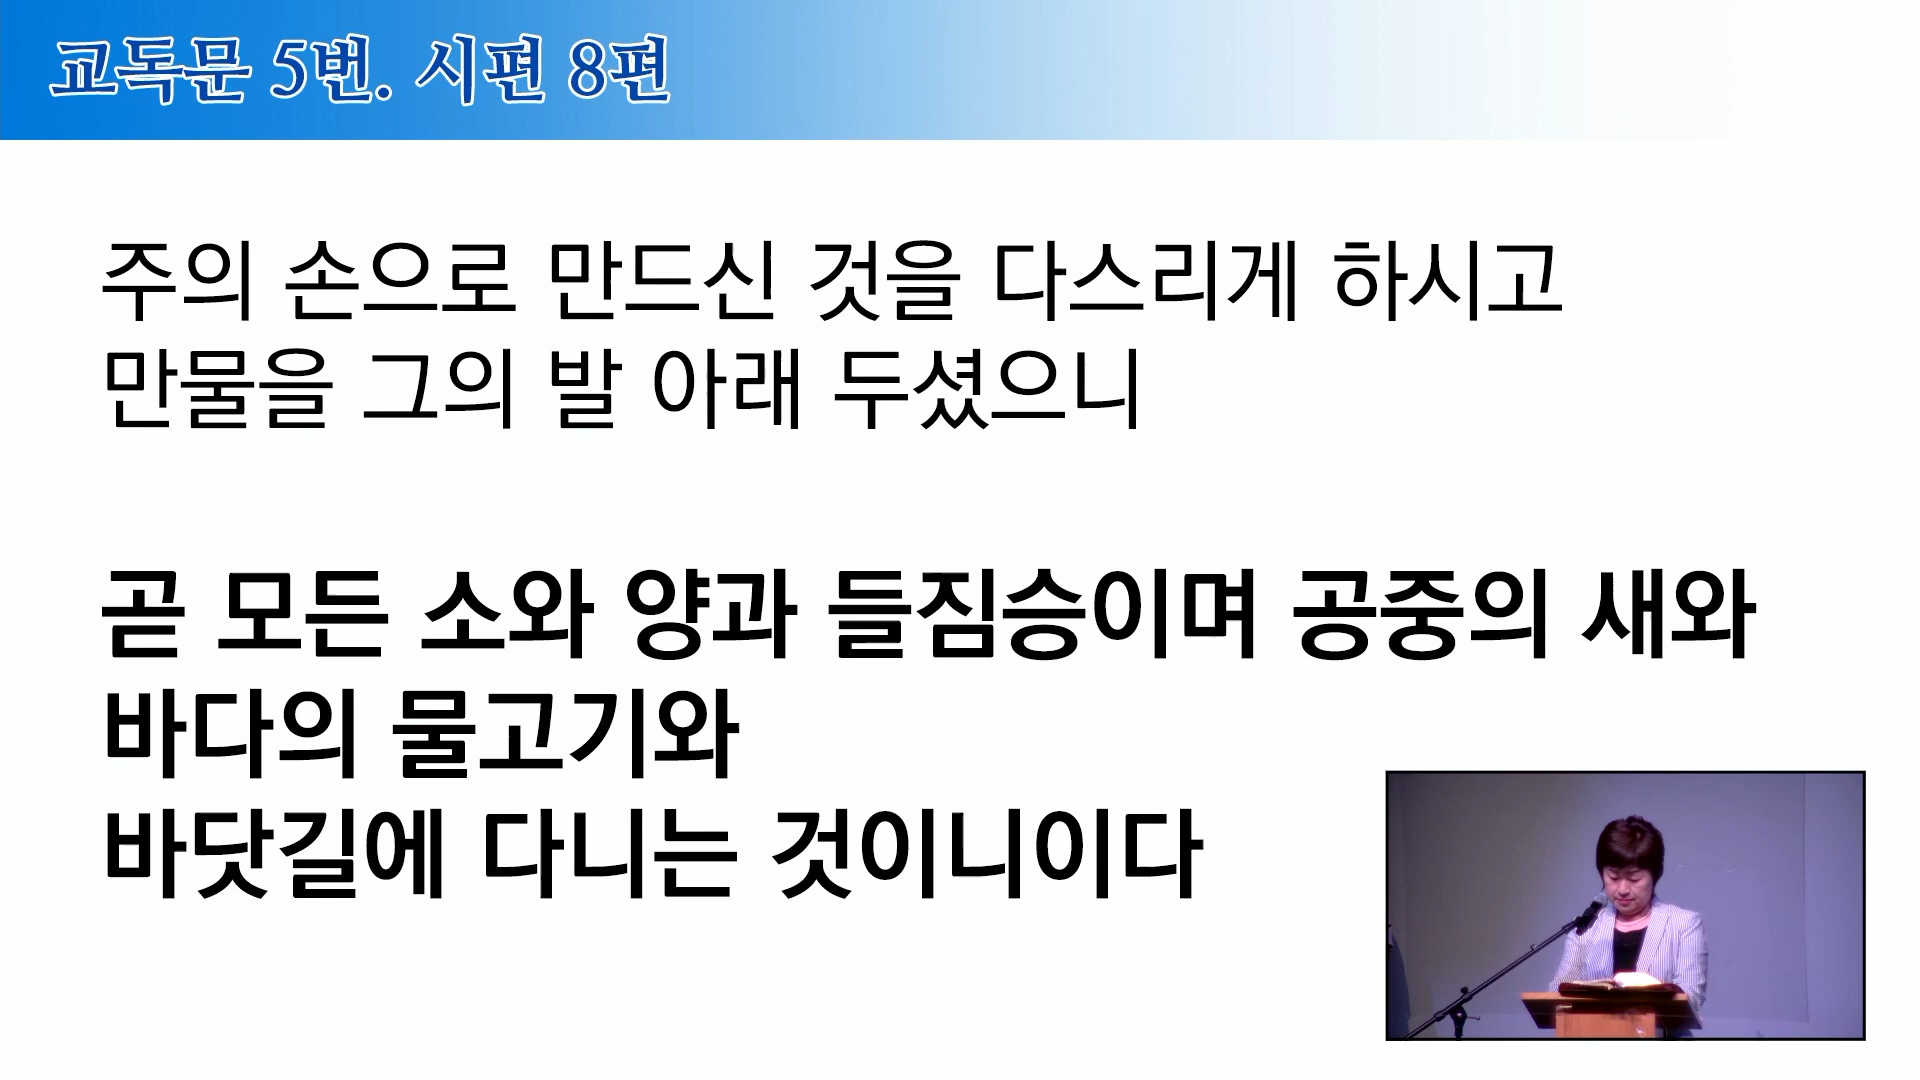 교독문 5번. 시편 8편
주의 손으로 만드신 것을 다스리게 하시고
만물을 그의 발 아래 두셨으니
곧 모든 소와 양과 들짐승이며 공중의 새와
바다의 물고기와
바닷길에 다니는 것이니이다